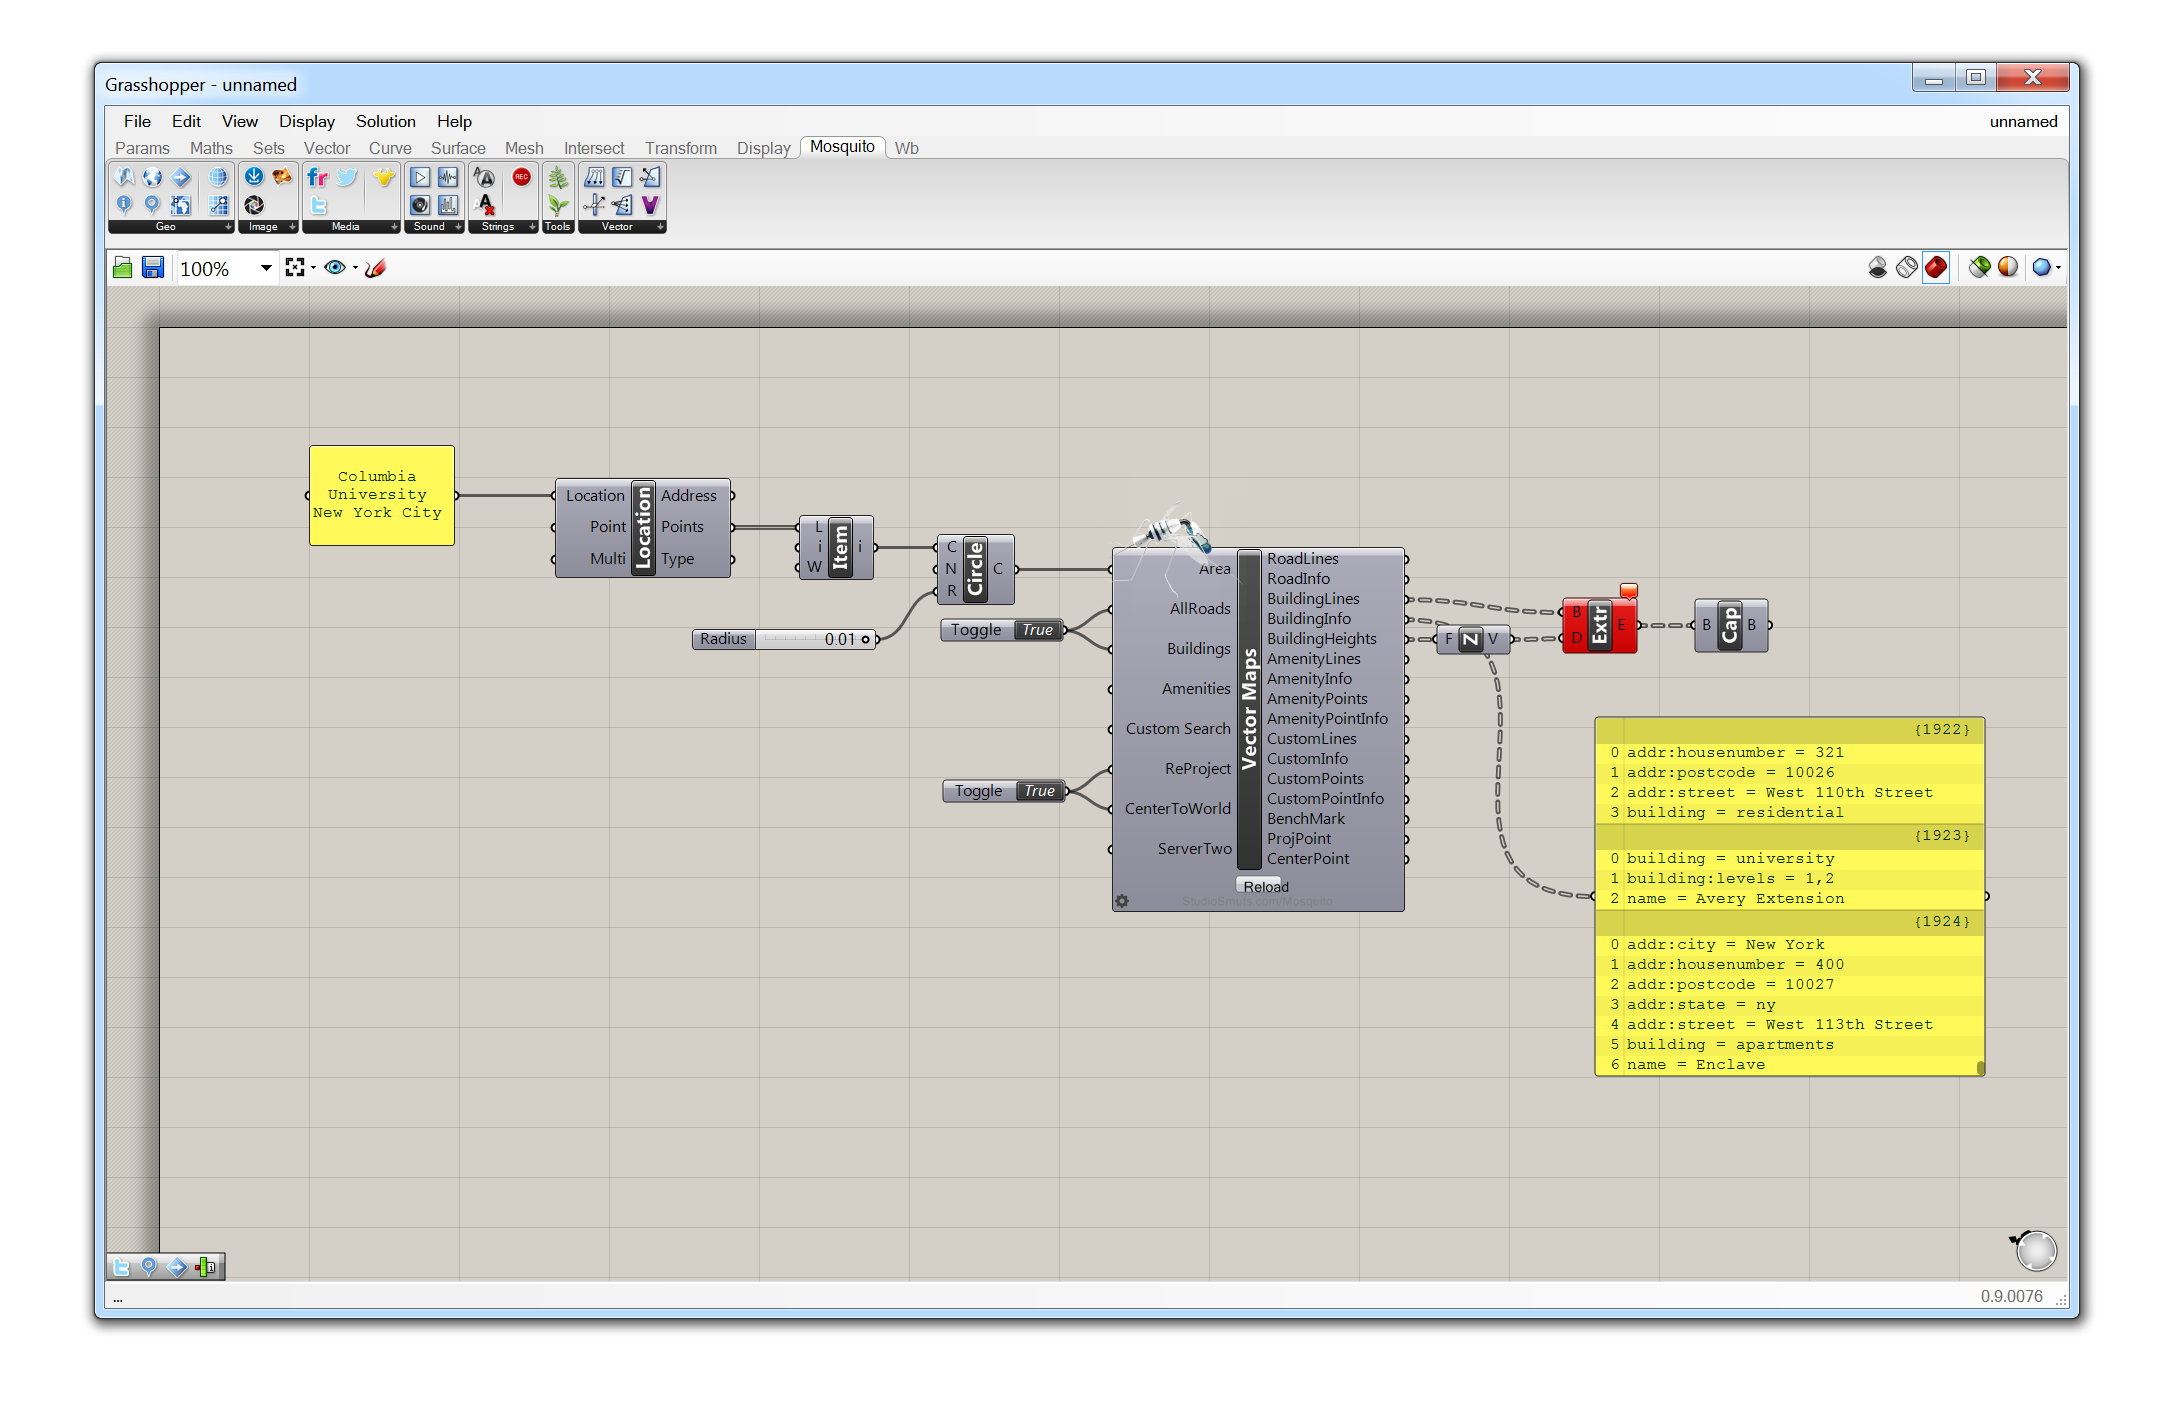 Grasshopper - unnamed
File Edit View Display Solution Help unnamed
Params Maths Sets Vector Curve Surface Mesh Intersect Transform Display Mosquito Wb
REC
Geo Image Media Sound Strings Tools Vector
100%
Columbia
University
New York City
Location Address
Point Points
Multi Type
Location
L
i i
W
Item
C
N C
R
Circle
Radius 0.01
Toggle True
Toggle True
Area
AllRoads
Buildings
Amenities
Custom Search
ReProject
CenterToWorld
ServerTwo
Vector Maps
RoadLines
RoadInfo
BuildingLines
BuildingInfo
BuildingHeights
AmenityLines
AmenityInfo
AmenityPoints
AmenityPointInfo
CustomLines
CustomInfo
CustomPoints
CustomPointInfo
BenchMark
ProjPoint
CenterPoint
Reload
StudioSmuts.com/Mosquito
F Z V
B E
D
Extr
B Cap B
{1922}
0 addr:housenumber = 321
1 addr:postcode = 10026
2 addr:street = West 110th Street
3 building = residential
{1923}
0 building = university
1 building:levels = 1,2
2 name = Avery Extension
{1924}
0 addr:city = New York
1 addr:housenumber = 400
2 addr:postcode = 10027
3 addr:state = ny
4 addr:street = West 113th Street
5 building = apartments
6 name = Enclave
...
0.9.0076